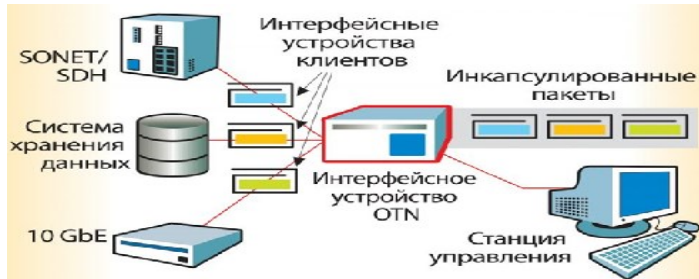 SONET/
SDH
Интерфейсные
устройства
клиентов
Инкапсулированные
пакеты
Система
хранения
данных
Интерфейсное
устройство
OTN
10 GbE
Станция
управления